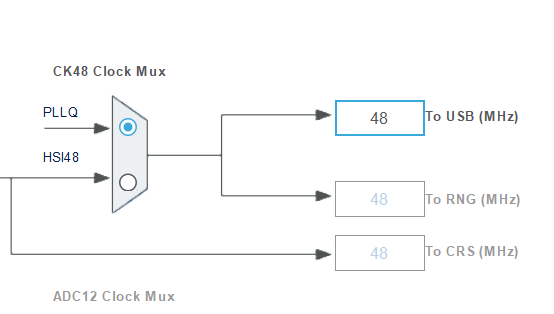 CK48 Clock Mux
PLLQ
HSI48
48 To USB (MHz)
48 To RNG (MHz)
48 To CRS (MHz)
ADC12 Clock Mux